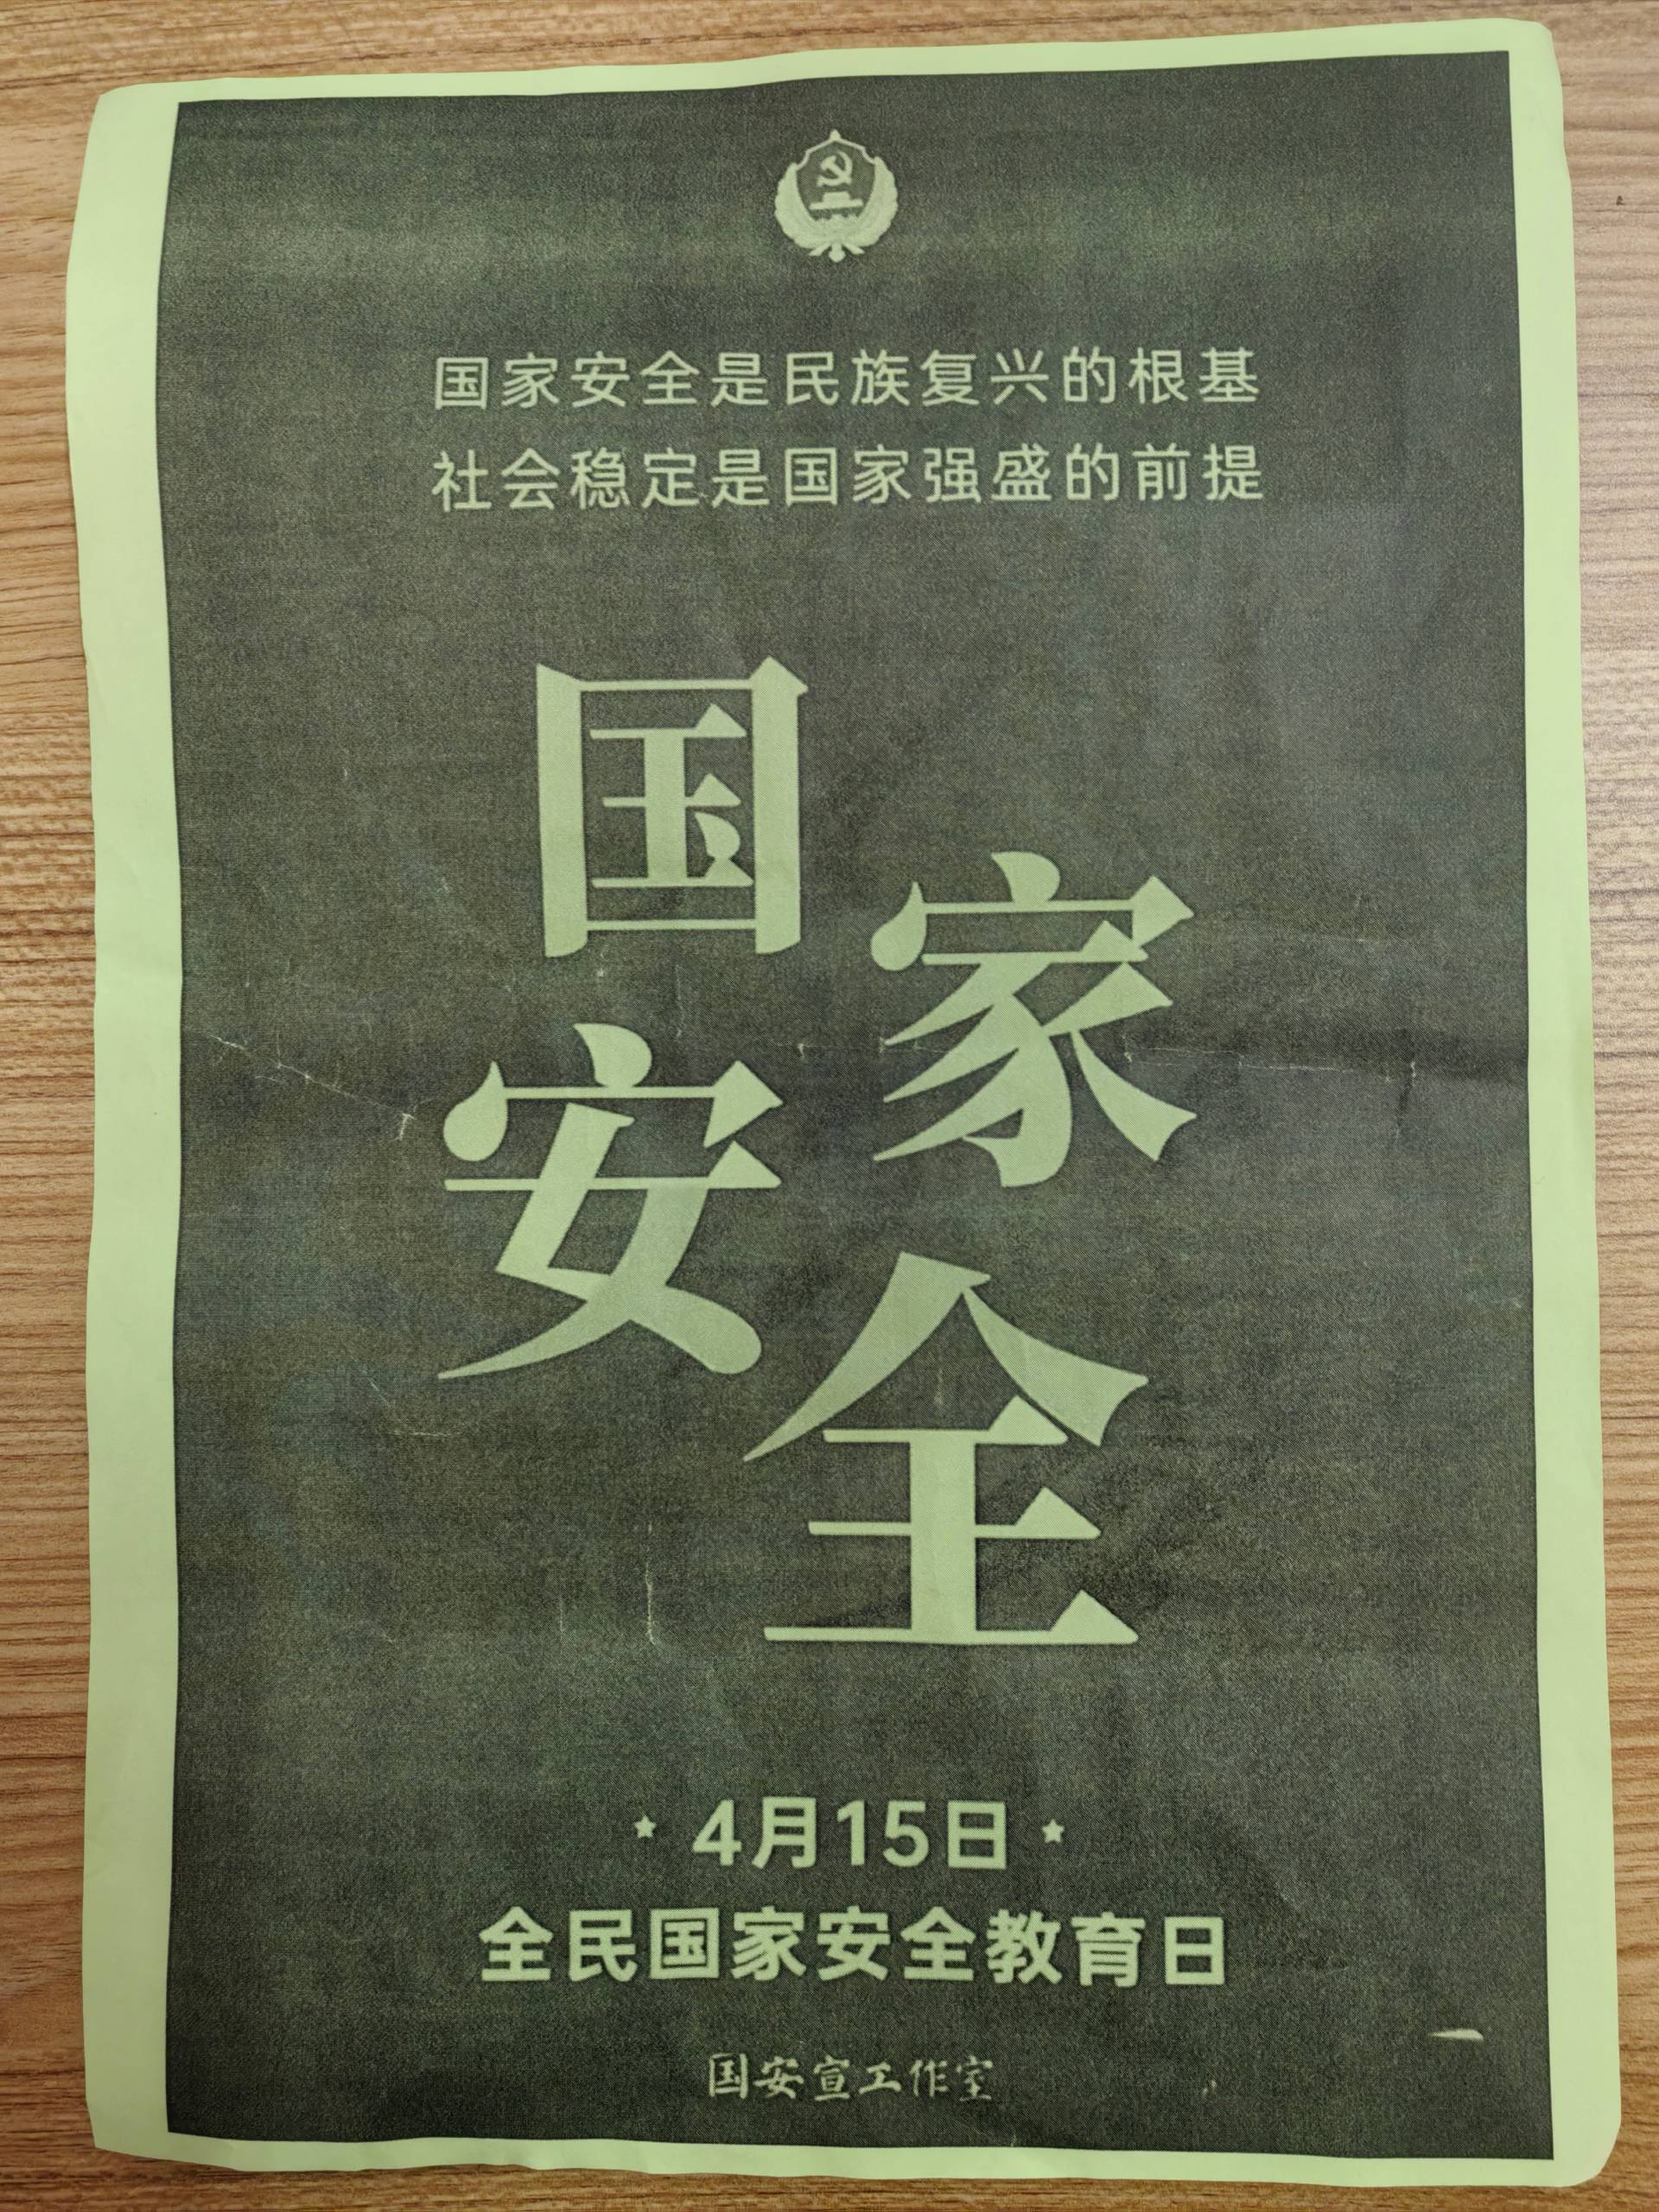 国家安全是民族复兴的根基
社会稳定是国家强盛的前提
国家
安全
4月15日
全民国家安全教育日
国安宣工作室